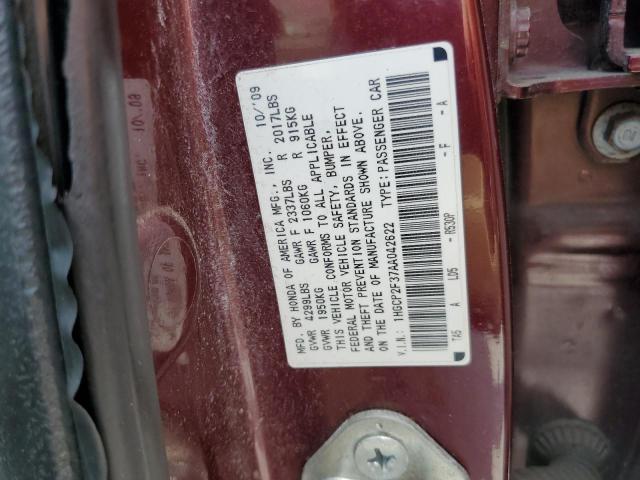 MFD. BY HONDA OF AMERICA MFG., INC. 10/'09
GVWR 4299LBS GAWR F 2337LBS R 2017LBS
GVWR 1950KG GAWR F 1060KG R 915KG
THIS VEHICLE CONFORMS TO ALL APPLICABLE
FEDERAL MOTOR VEHICLE SAFETY, BUMPER,
AND THEFT PREVENTION STANDARDS IN EFFECT
ON THE DATE OF MANUFACTURE SHOWN ABOVE.
V.I.N.: 1HGCP2F37AA042622 TYPE: PASSENGER CAR
TA5 A LD5 - R530P - F - A